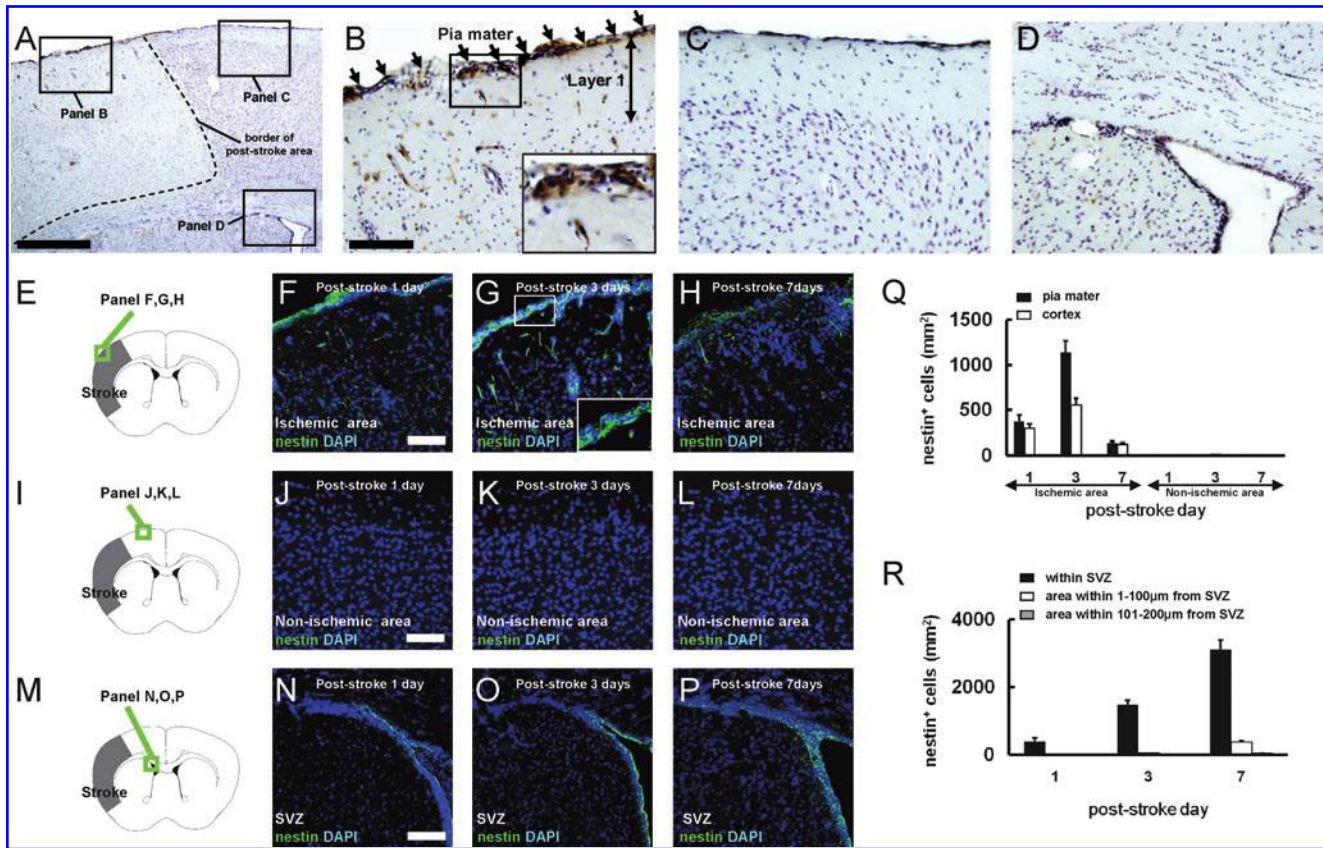 A
Panel B
Panel C
border of
post-stroke area
Panel D
B
Pia mater
Layer 1
C
D
E
Panel F,G,H
Stroke
F
Post-stroke 1 day
Ischemic area
nestin DAPI
G
Post-stroke 3 days
Ischemic area
nestin DAPI
H
Post-stroke 7days
Ischemic area
nestin DAPI
I
Panel J,K,L
Stroke
J
Post-stroke 1 day
Non-ischemic area
nestin DAPI
K
Post-stroke 3 days
Non-ischemic area
nestin DAPI
L
Post-stroke 7days
Non-ischemic area
nestin DAPI
M
Panel N,O,P
Stroke
N
Post-stroke 1 day
SVZ
nestin DAPI
O
Post-stroke 3 days
SVZ
nestin DAPI
P
Post-stroke 7days
SVZ
nestin DAPI
Q
pia mater
cortex
nestin⁺ cells (mm²)
1500
1000
500
0
1 3 7 1 3 7
Ischemic area Non-ischemic area
post-stroke day
R
within SVZ
area within 1-100μm from SVZ
area within 101-200μm from SVZ
nestin⁺ cells (mm²)
4000
2000
0
1 3 7
post-stroke day